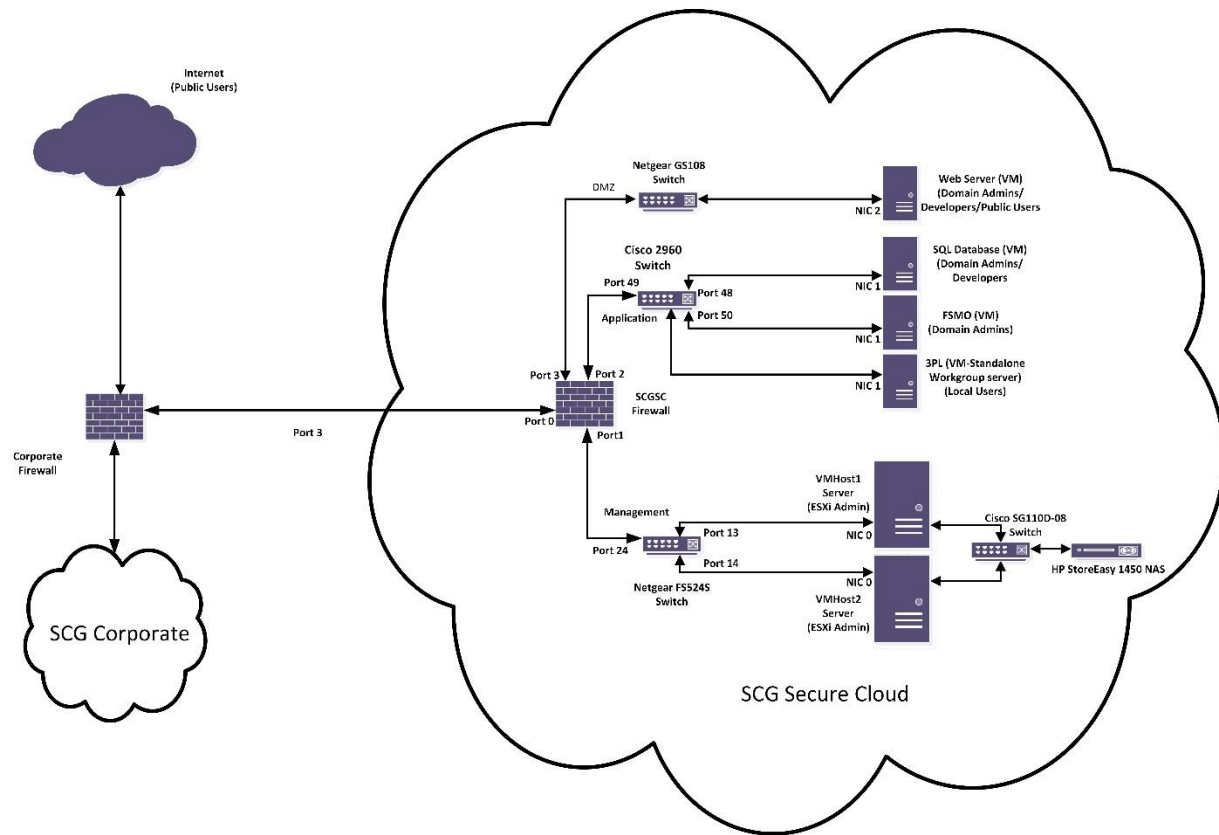 Internet
(Public Users)
Netgear GS108
Switch
DMZ
NIC 2
Web Server (VM)
(Domain Admins/
Developers/Public Users
Cisco 2960
Switch
Port 49
Port 48
Application
Port 50
NIC 1
SQL Database (VM)
(Domain Admins/
Developers
NIC 1
FSMO (VM)
(Domain Admins)
NIC 1
3PL (VM-Standalone
Workgroup server)
(Local Users)
Port 3
Port 2
SCGSC
Firewall
Port 0
Port1
Port 3
Corporate
Firewall
Management
Port 24
Port 13
Port 14
Netgear FS524S
Switch
VMHost1
Server
(ESXi Admin)
NIC 0
NIC 0
VMHost2
Server
(ESXi Admin)
Cisco SG110D-08
Switch
HP StoreEasy 1450 NAS
SCG Corporate
SCG Secure Cloud